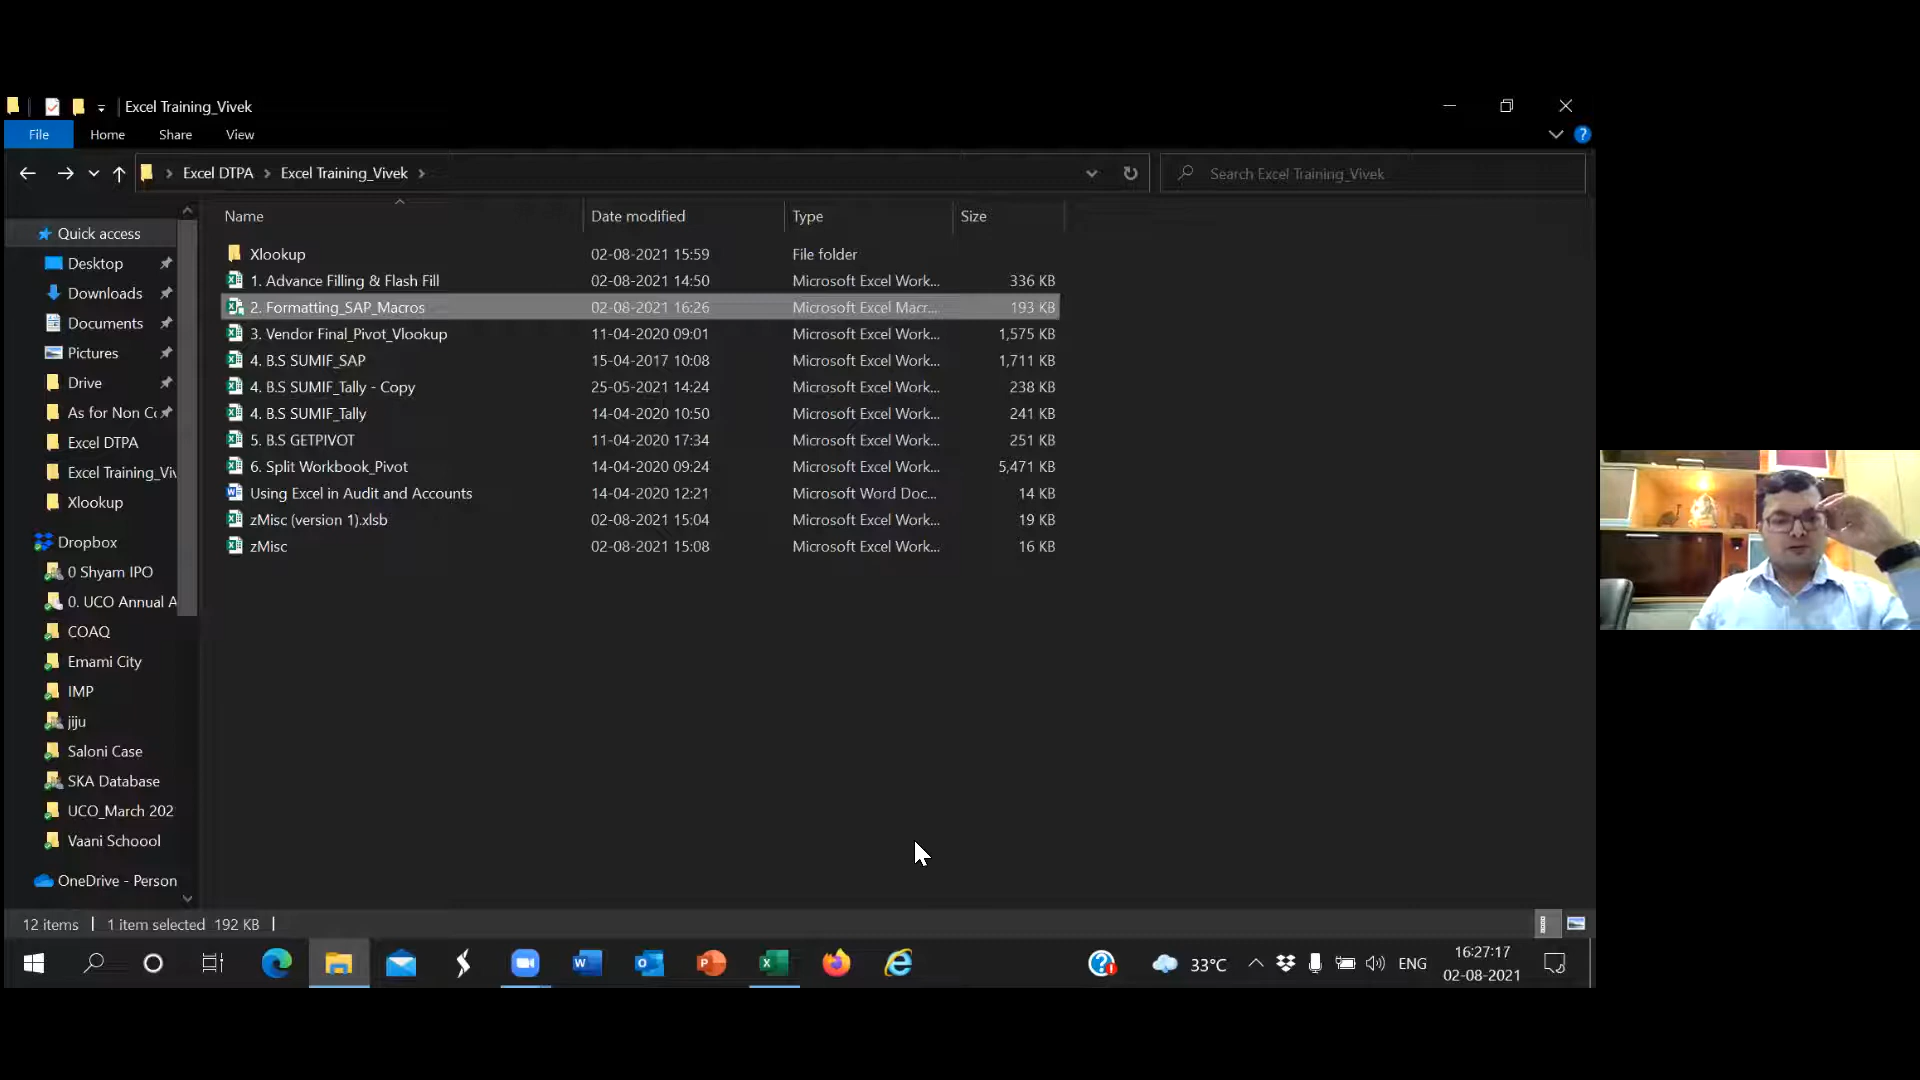 Excel Training_Vivek
File Home Share View
Excel DTPA Excel Training_Vivek Search Excel Training_Vivek
Name Date modified Type Size
Quick access
Desktop
Downloads
Documents
Pictures
Drive
As for Non Co
Excel DTPA
Excel Training_Viv
Xlookup
Dropbox
0 Shyam IPO
0. UCO Annual A
COAQ
Emami City
IMP
jiju
Saloni Case
SKA Database
UCO_March 202
Vaani Schoool
OneDrive - Person
Xlookup 02-08-2021 15:59 File folder
1. Advance Filling & Flash Fill 02-08-2021 14:50 Microsoft Excel Work... 336 KB
2. Formatting_SAP_Macros 02-08-2021 16:26 Microsoft Excel Macr... 193 KB
3. Vendor Final_Pivot_Vlookup 11-04-2020 09:01 Microsoft Excel Work... 1,575 KB
4. B.S SUMIF_SAP 15-04-2017 10:08 Microsoft Excel Work... 1,711 KB
4. B.S SUMIF_Tally - Copy 25-05-2021 14:24 Microsoft Excel Work... 238 KB
4. B.S SUMIF_Tally 14-04-2020 10:50 Microsoft Excel Work... 241 KB
5. B.S GETPIVOT 11-04-2020 17:34 Microsoft Excel Work... 251 KB
6. Split Workbook_Pivot 14-04-2020 09:24 Microsoft Excel Work... 5,471 KB
Using Excel in Audit and Accounts 14-04-2020 12:21 Microsoft Word Doc... 14 KB
zMisc (version 1).xlsb 02-08-2021 15:04 Microsoft Excel Work... 19 KB
zMisc 02-08-2021 15:08 Microsoft Excel Work... 16 KB
12 items 1 item selected 192 KB
33°C ENG 16:27:17
02-08-2021